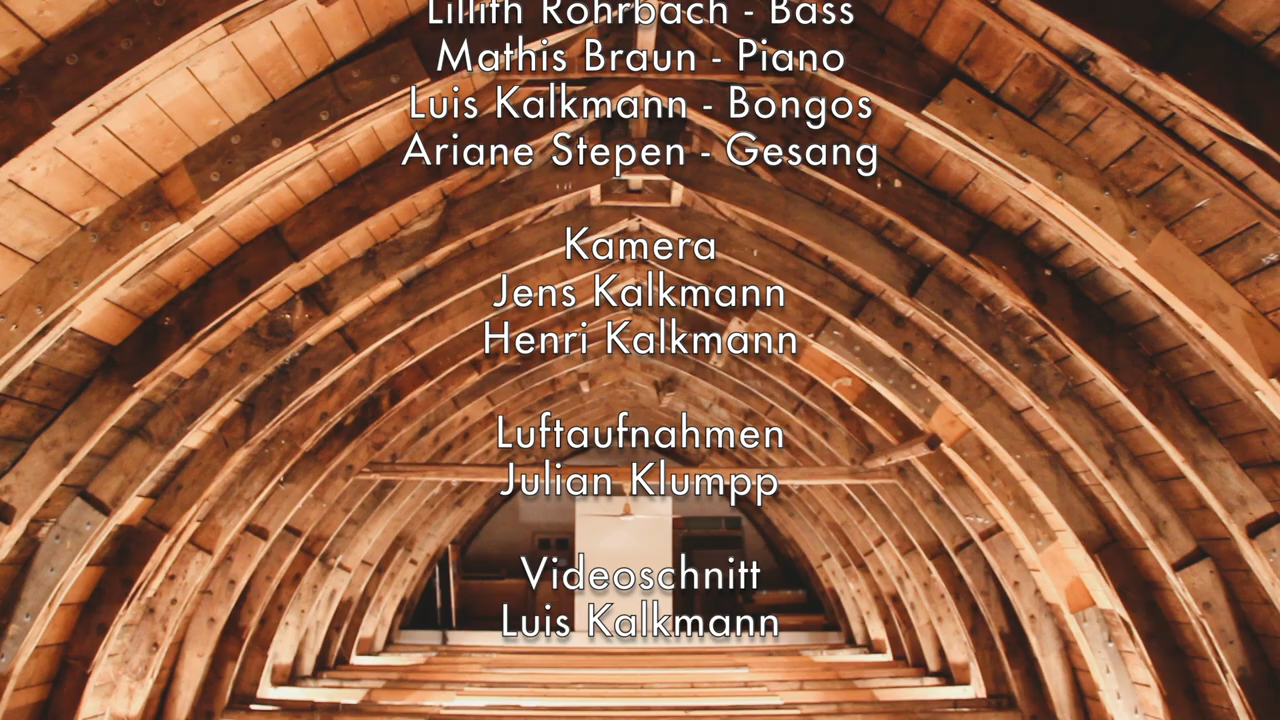 Lillith Rohrbach - Bass
Mathis Braun - Piano
Luis Kalkmann - Bongos
Ariane Stepen - Gesang
Kamera
Jens Kalkmann
Henri Kalkmann
Luftaufnahmen
Julian Klumpp
Videoschnitt
Luis Kalkmann